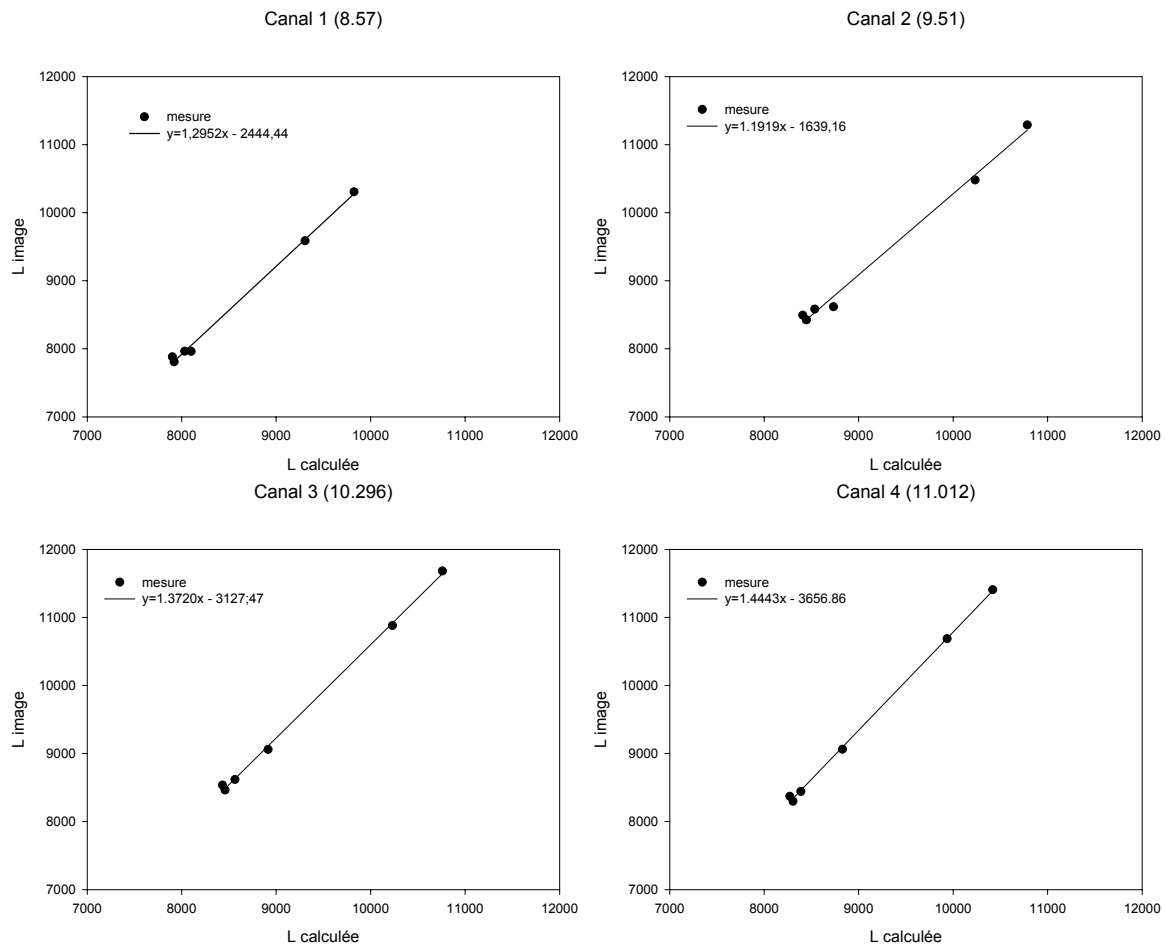 Canal 1 (8.57)
12000
11000
10000
9000
8000
7000
L image
mesure
y=1,2952x - 2444,44
7000 8000 9000 10000 11000 12000
L calculée
Canal 2 (9.51)
12000
11000
10000
9000
8000
7000
L image
mesure
y=1.1919x - 1639,16
7000 8000 9000 10000 11000 12000
L calculée
Canal 3 (10.296)
12000
11000
10000
9000
8000
7000
L image
mesure
y=1.3720x - 3127;47
7000 8000 9000 10000 11000 12000
L calculée
Canal 4 (11.012)
12000
11000
10000
9000
8000
7000
L image
mesure
y=1.4443x - 3656.86
7000 8000 9000 10000 11000 12000
L calculée